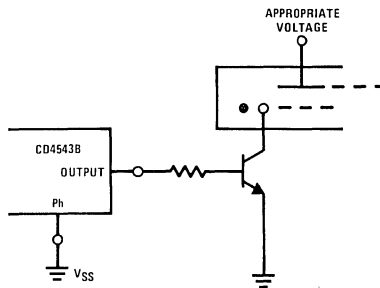 APPROPRIATE
VOLTAGE
CD4543B
OUTPUT
Ph
VSS